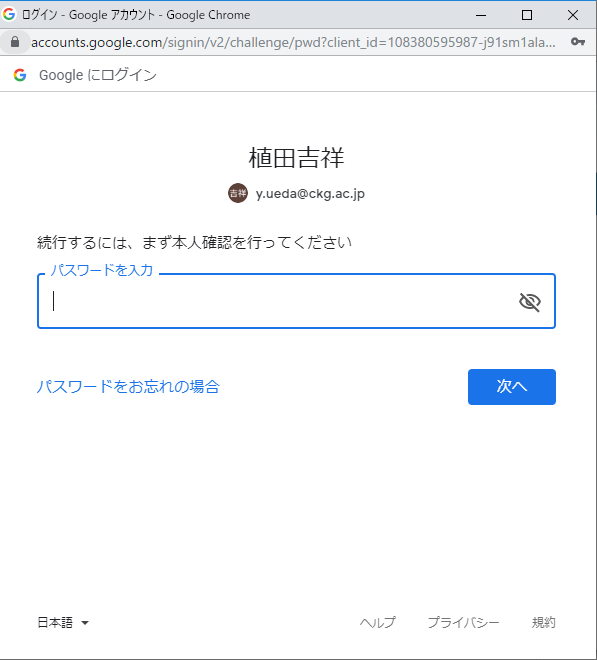 ログイン - Google アカウント - Google Chrome
accounts.google.com/signin/v2/challenge/pwd?client_id=108380595987-j91sm1ala...
Google にログイン
植田吉祥
吉祥 y.ueda@ckg.ac.jp
続行するには、まず本人確認を行ってください
パスワードを入力
パスワードをお忘れの場合 次へ
日本語 ヘルプ プライバシー 規約